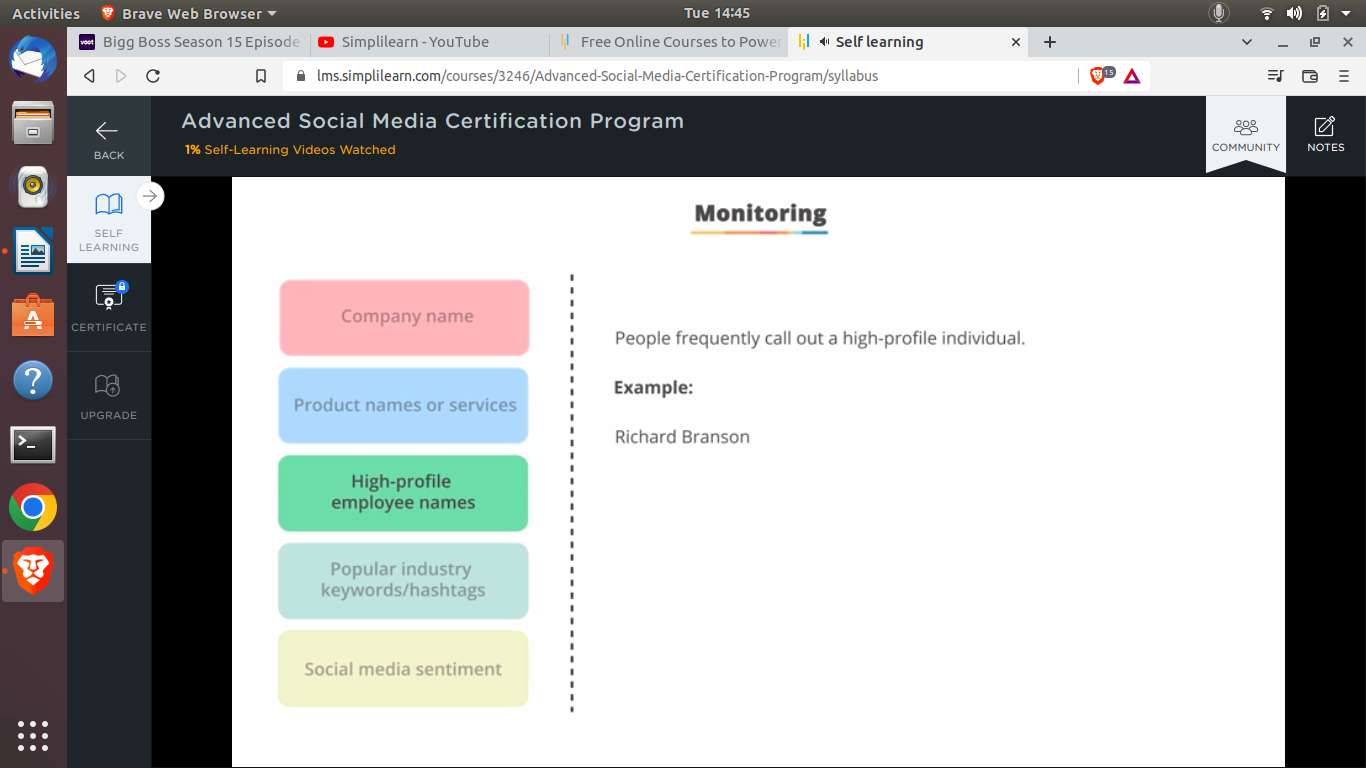 Activities
Brave Web Browser
Tue 14:45
voot
Bigg Boss Season 15 Episode
Simplilearn - YouTube
Free Online Courses to Power
Self learning
lms.simplilearn.com/courses/3246/Advanced-Social-Media-Certification-Program/syllabus
15
BACK
Advanced Social Media Certification Program
1% Self-Learning Videos Watched
COMMUNITY
NOTES
SELF
LEARNING
CERTIFICATE
UPGRADE
Monitoring
Company name
Product names or services
High-profile
employee names
Popular industry
keywords/hashtags
Social media sentiment
People frequently call out a high-profile individual.
Example:
Richard Branson